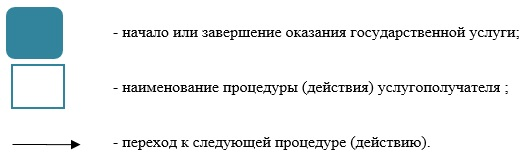 - начало или завершение оказания государственной услуги;
- наименование процедуры (действия) услугополучателя ;
- переход к следующей процедуре (действию).